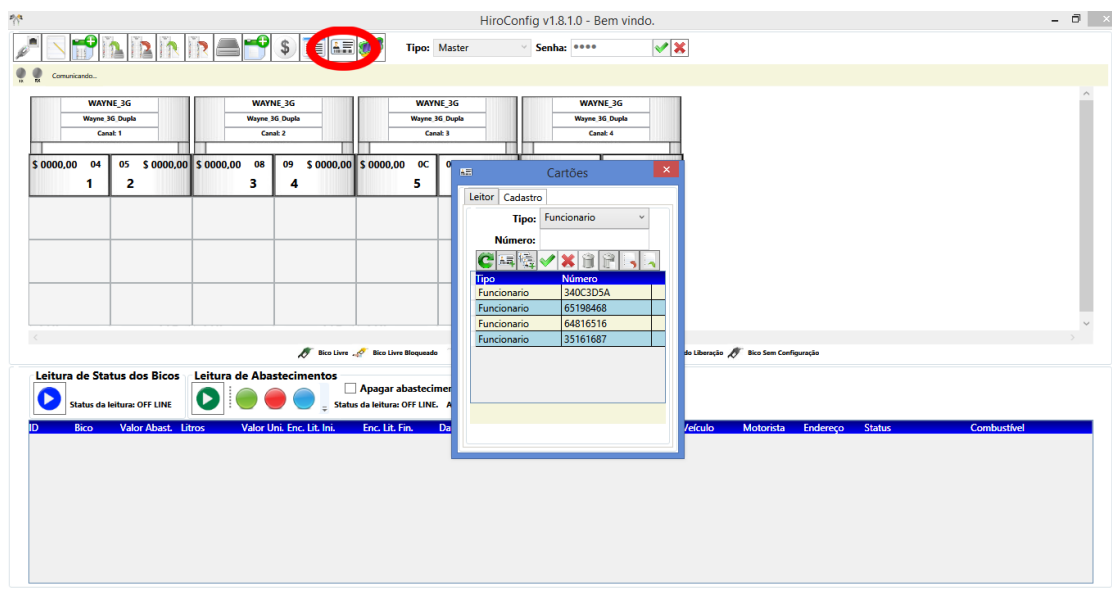 HiroConfig v1.8.1.0 - Bem vindo.
Tipo: Master Senha: ****
Comunicando...
WAYNE_3G WAYNE_3G WAYNE_3G WAYNE_3G
Wayne_3G_Dupla Wayne_3G_Dupla Wayne_3G_Dupla Wayne_3G_Dupla
Canal: 1 Canal: 2 Canal: 3 Canal: 4
$ 0000,00 04 05 $ 0000,00 $ 0000,00 08 09 $ 0000,00 $ 0000,00 0C
1 2 3 4 5
Cartões
Leitor Cadastro
Tipo: Funcionario
Número:
Tipo Número
Funcionario 340C3D5A
Funcionario 65198468
Funcionario 64816516
Funcionario 35161687
Bico Livre Bico Livre Bloqueado do Liberação Bico Sem Configuração
Leitura de Status dos Bicos Leitura de Abastecimentos
Apagar abastecimen
Status da leitura: OFF LINE Status da leitura: OFF LINE. A
ID Bico Valor Abast. Litros Valor Uni. Enc. Lit. Ini. Enc. Lit. Fin. Da Veículo Motorista Endereço Status Combustível